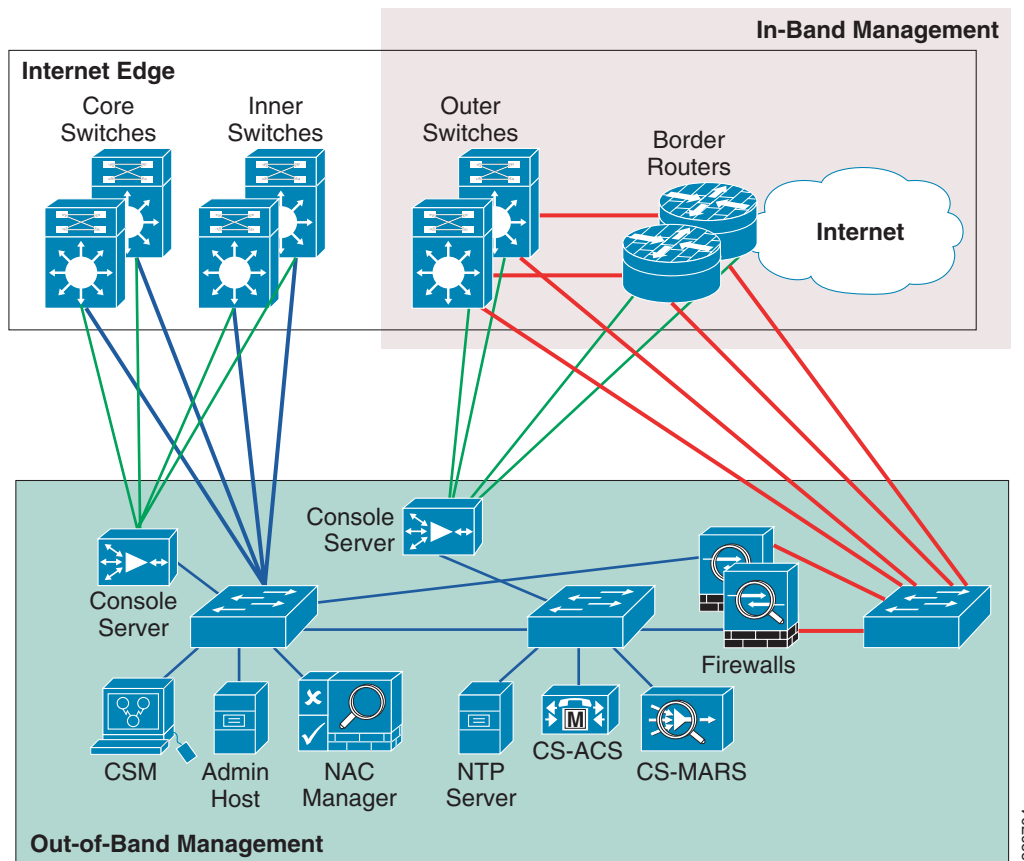 In-Band Management
Internet Edge
Core
Switches
Inner
Switches
Outer
Switches
Border
Routers
Internet
Console
Server
Console
Server
Firewalls
M
CSM
Admin
Host
NAC
Manager
NTP
Server
CS-ACS
CS-MARS
Out-of-Band Management